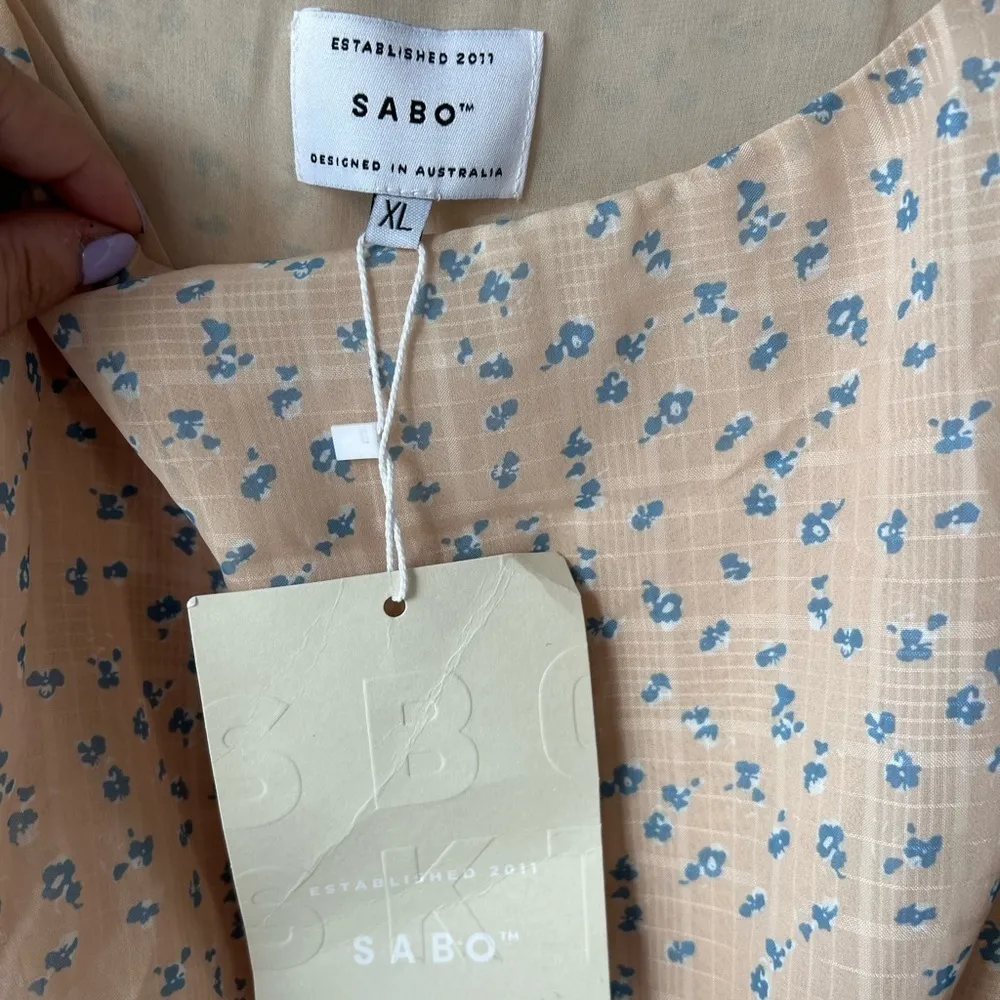 ESTABLISHED 2011
SABO™
DESIGNED IN AUSTRALIA
XL
S B O
S K
ESTABLISHED 2011
SABO™